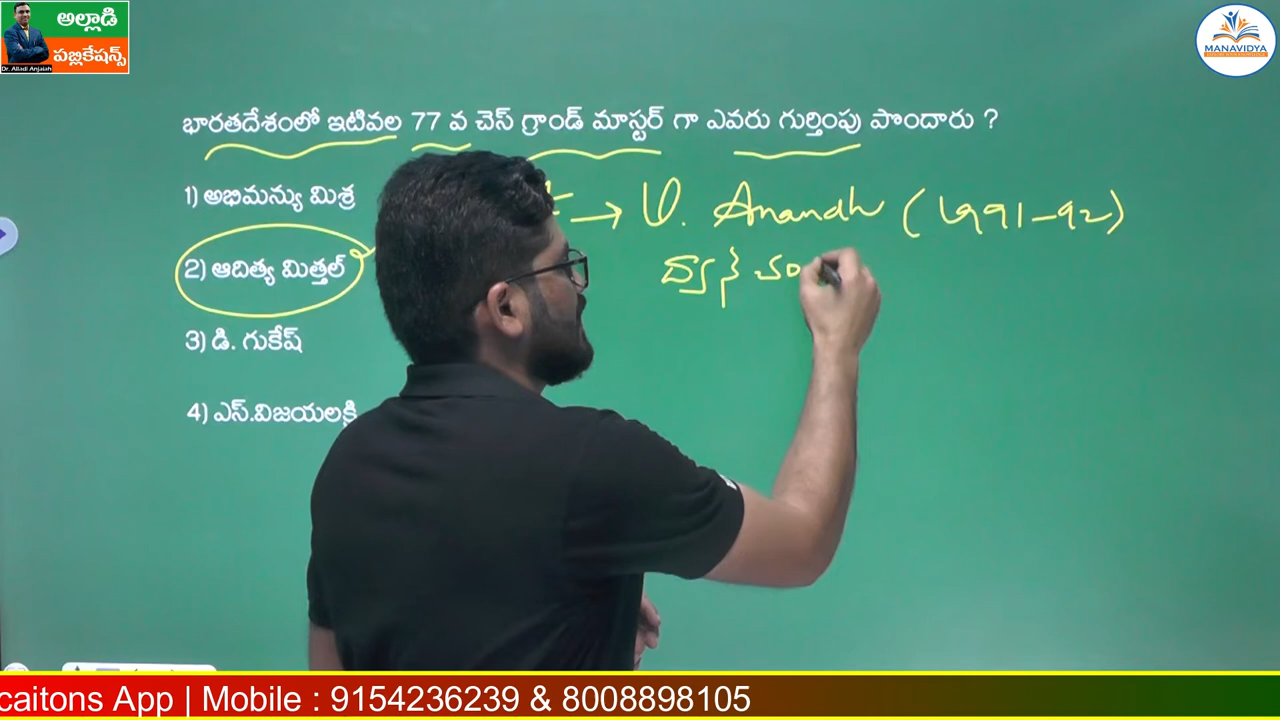 అల్లాడి
పబ్లికేషన్స్
Dr. Alladi Anjaiah
MANAVIDYA
భారతదేశంలో ఇటివల 77 వ చెస్ గ్రాండ్ మాస్టర్ గా ఎవరు గుర్తింపు పొందారు ?
1) అభిమన్యు మిశ్ర
→ V. Anandh (1991-92)
2) ఆదిత్య మిత్తల్
3) డి. గుకేష్
4) ఎస్.విజయలక్ష్మి
caitons App | Mobile : 9154236239 & 8008898105